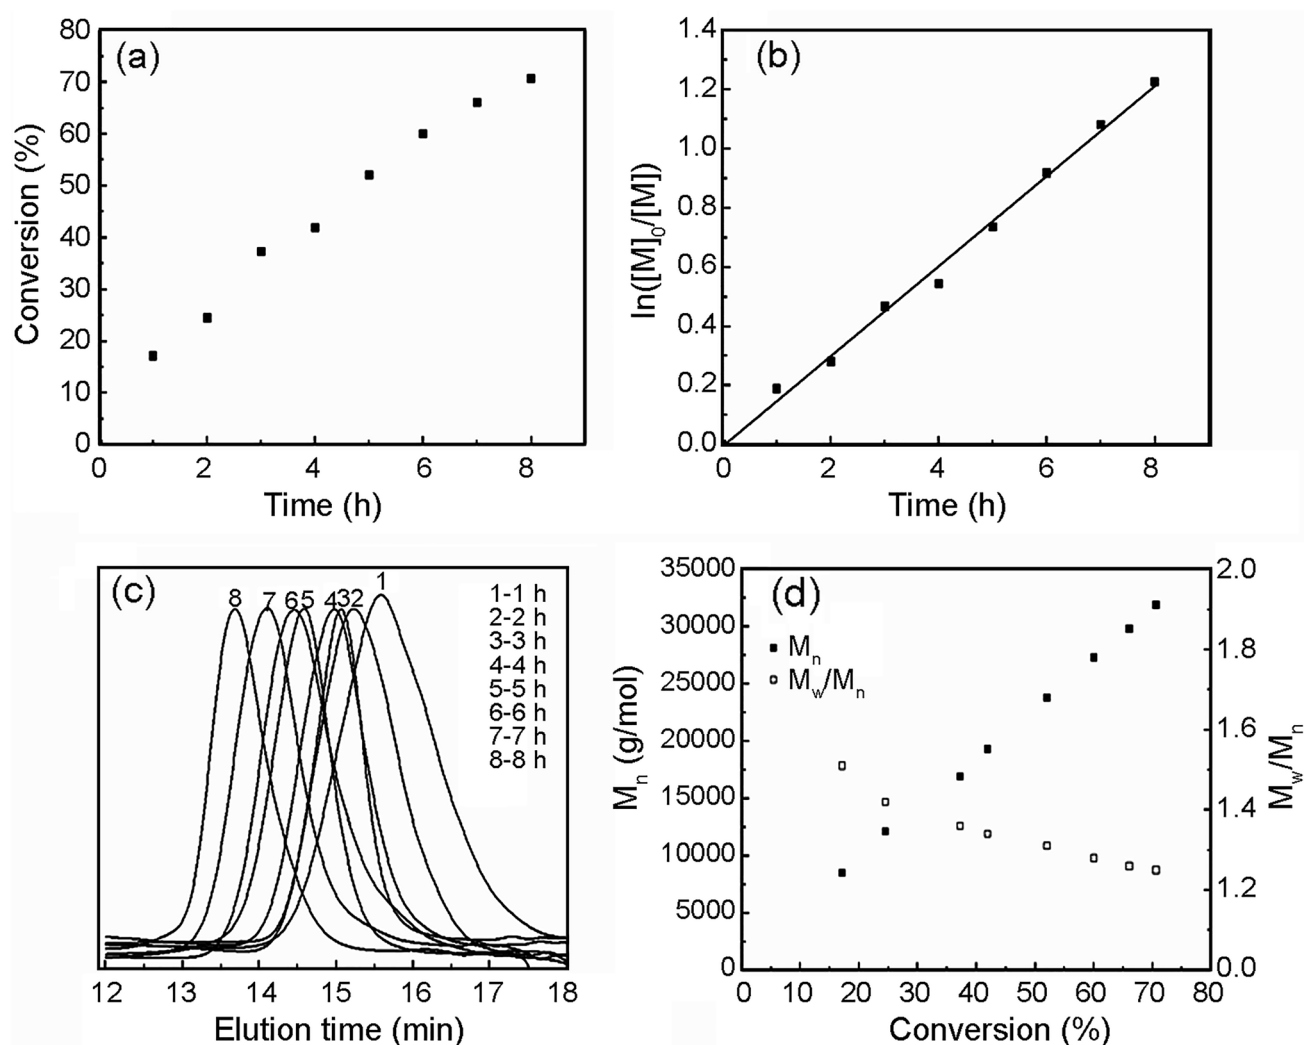 (a)
80
70
60
50
40
30
20
10
0
Conversion (%)
0 2 4 6 8
Time (h)
(b)
1.4
1.2
1.0
0.8
0.6
0.4
0.2
0.0
ln([M]0/[M])
0 2 4 6 8
Time (h)
(c)
8 7 6 5 4 3 2 1
1-1 h
2-2 h
3-3 h
4-4 h
5-5 h
6-6 h
7-7 h
8-8 h
12 13 14 15 16 17 18
Elution time (min)
(d)
35000
30000
25000
20000
15000
10000
5000
0
Mn (g/mol)
Mn
Mw/Mn
2.0
1.8
1.6
1.4
1.2
0.0
Mw/Mn
0 10 20 30 40 50 60 70 80
Conversion (%)